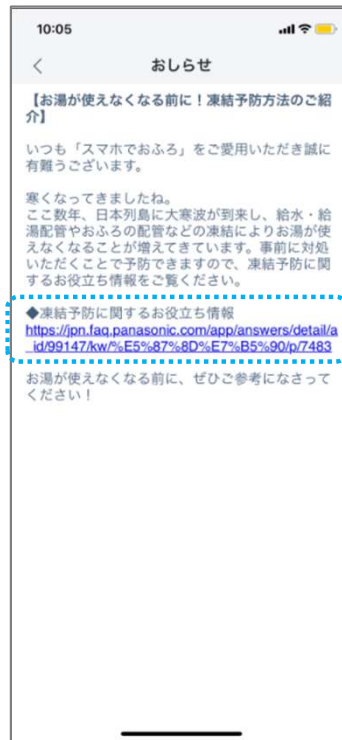 10:05
おしらせ
【お湯が使えなくなる前に！凍結予防方法のご紹
介】
いつも「スマホでおふろ」をご愛用いただき誠に
有難うございます。
寒くなってきましたね。
ここ数年、日本列島に大寒波が到来し、給水・給
湯配管やおふろの配管などの凍結によりお湯が使
えなくなることが増えてきています。事前に対処
いただくことで予防できますので、凍結予防に関
するお役立ち情報をご覧ください。
◆凍結予防に関するお役立ち情報
https://jpn.faq.panasonic.com/app/answers/detail/a
_id/99147/kw/%E5%87%8D%E7%B5%90/p/7483
お湯が使えなくなる前に、ぜひご参考になさって
ください！